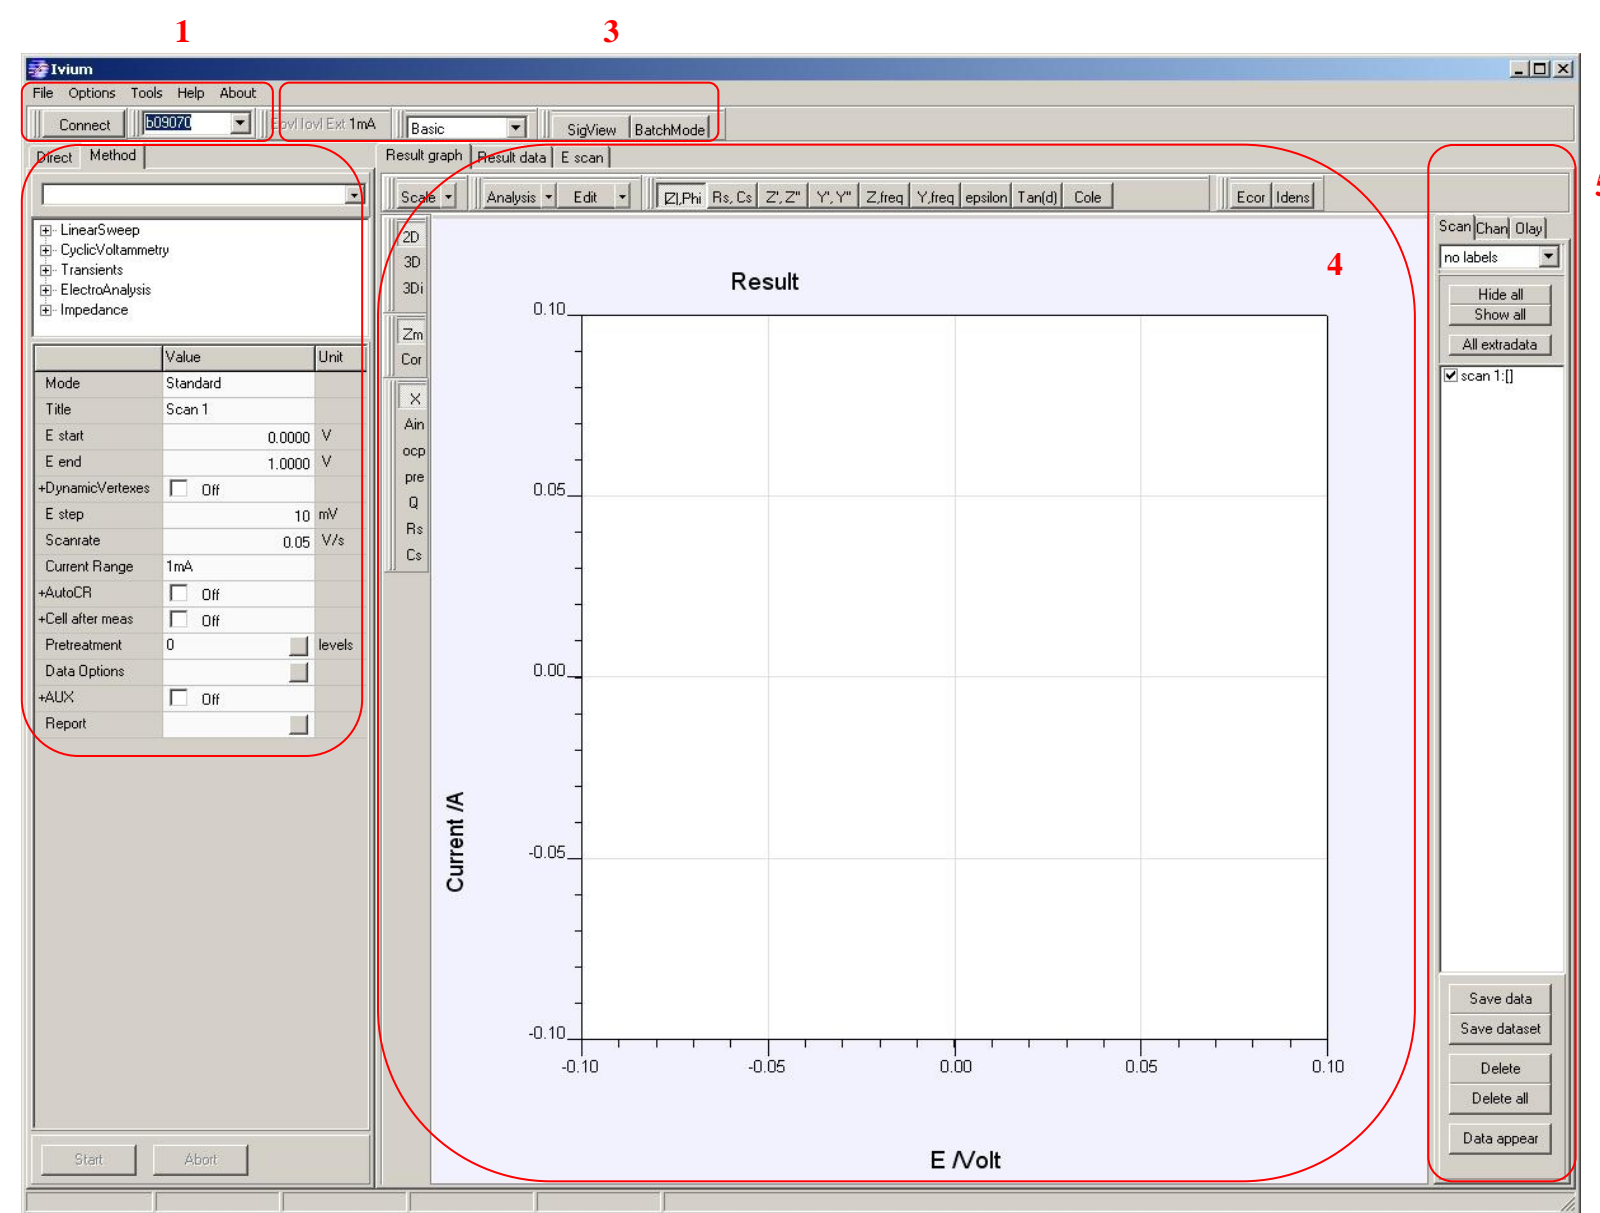 1
3
Ivium
File Options Tools Help About
Connect b09070 Eovl Iovl Ext 1mA Basic SigView BatchMode
Direct Method
Result graph Result data E scan
5
Scale Analysis Edit |Z|,Phi Rs, Cs Z',Z" Y',Y" Z,freq Y,freq epsilon Tan(d) Cole Ecor Idens
LinearSweep
CyclicVoltammetry
Transients
ElectroAnalysis
Impedance
Value Unit
Mode Standard
Title Scan 1
E start 0.0000 V
E end 1.0000 V
+DynamicVertexes Off
E step 10 mV
Scanrate 0.05 V/s
Current Range 1mA
+AutoCR Off
+Cell after meas Off
Pretreatment 0 levels
Data Options
+AUX Off
Report
Start Abort
2D
3D
3Di
Zm
Cor
X
Ain
ocp
pre
Q
Rs
Cs
4
Result
0.10
0.05
0.00
-0.05
-0.10
Current /A
-0.10 -0.05 0.00 0.05 0.10
E /Volt
Scan Chan Olay
no labels
Hide all
Show all
All extradata
scan 1:[]
Save data
Save dataset
Delete
Delete all
Data appear